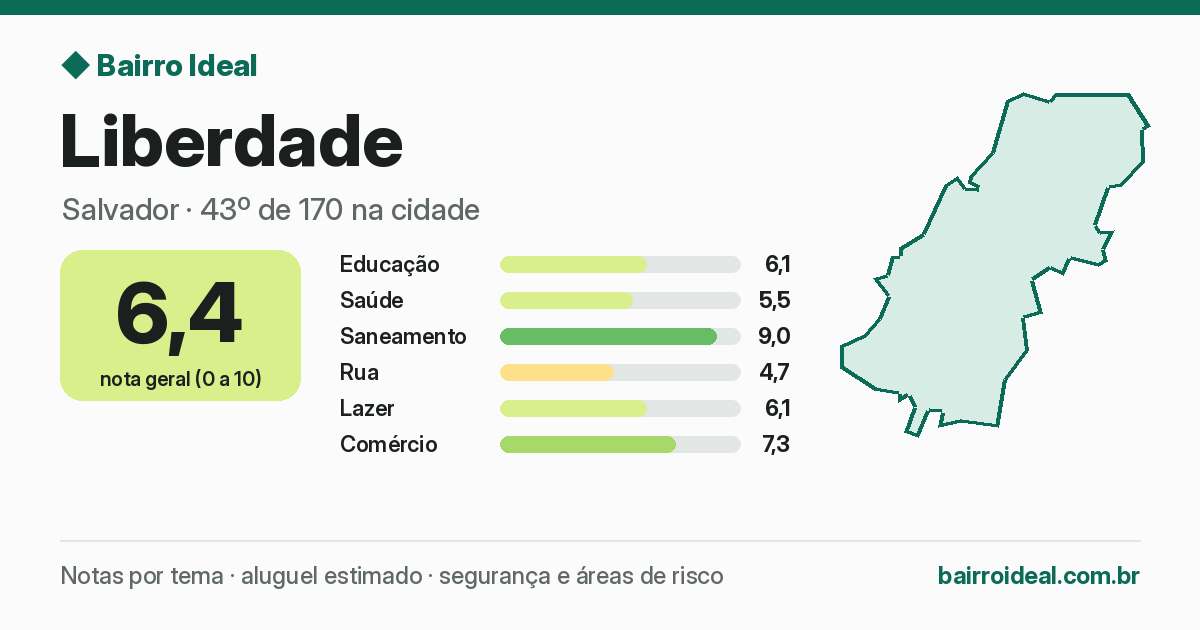 Bairro Ideal
Liberdade
Salvador · 43º de 170 na cidade
6,4
nota geral (0 a 10)
Educação 6,1
Saúde 5,5
Saneamento 9,0
Rua 4,7
Lazer 6,1
Comércio 7,3
Notas por tema · aluguel estimado · segurança e áreas de risco
bairroideal.com.br